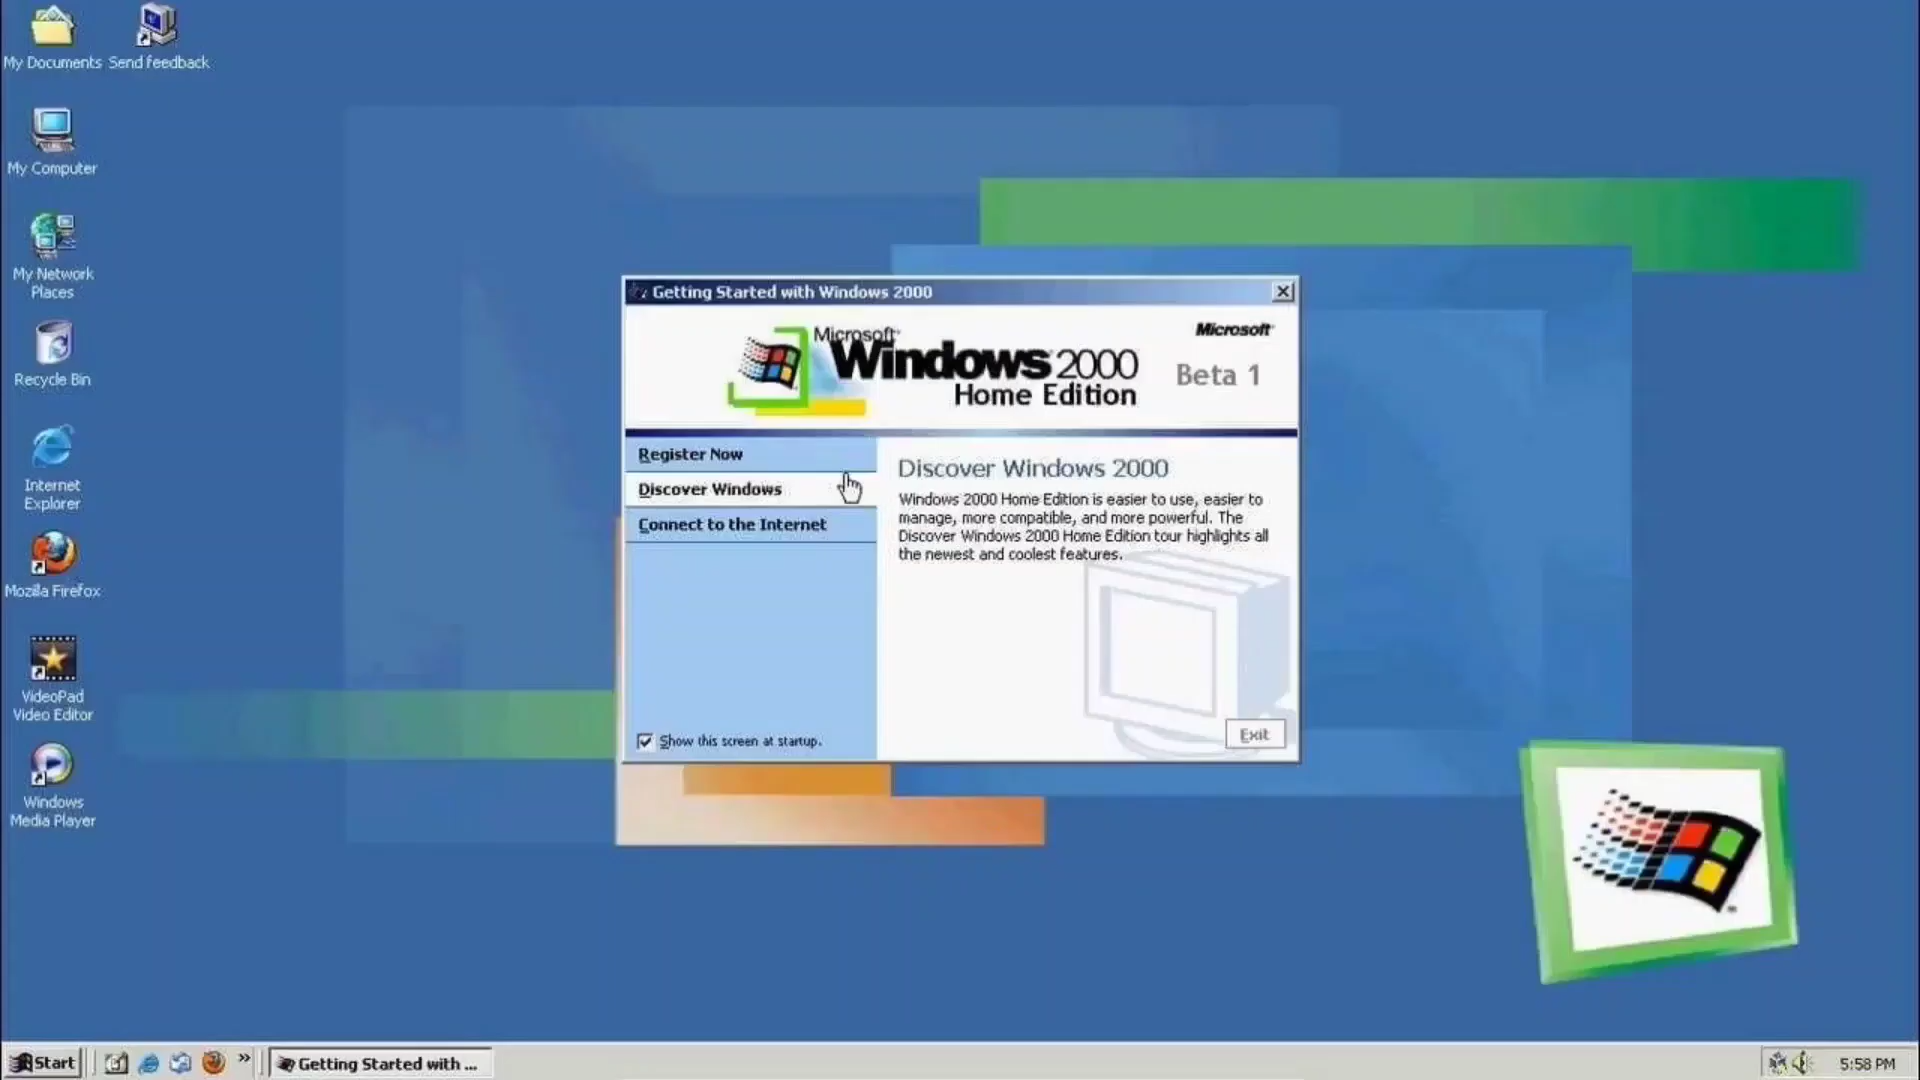 My Documents
Send feedback
My Computer
My Network
Places
Recycle Bin
Internet
Explorer
Mozilla Firefox
VideoPad
Video Editor
Windows
Media Player
Getting Started with Windows 2000
Microsoft
Windows 2000
Home Edition
Microsoft
Beta 1
Register Now
Discover Windows
Connect to the Internet
Show this screen at startup.
Discover Windows 2000
Windows 2000 Home Edition is easier to use, easier to
manage, more compatible, and more powerful. The
Discover Windows 2000 Home Edition tour highlights all
the newest and coolest features.
Exit
Start
»
Getting Started with ...
5:58 PM